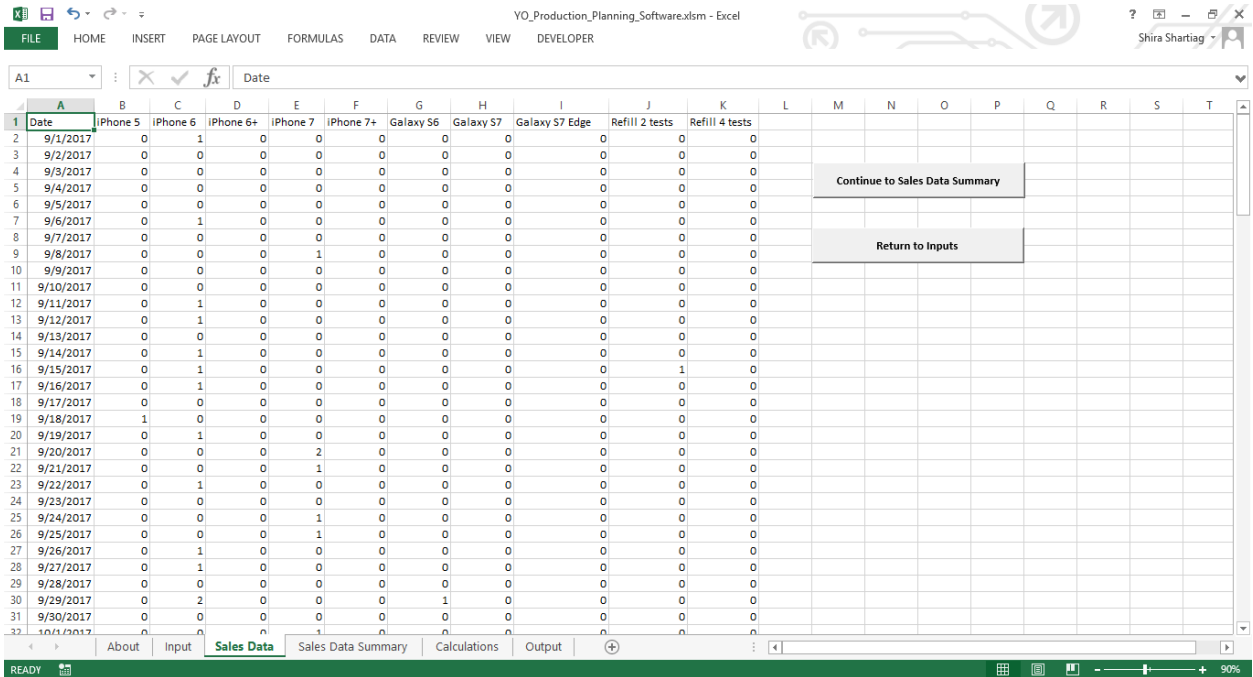 YO_Production_Planning_Software.xlsm - Excel
?
FILE HOME INSERT PAGE LAYOUT FORMULAS DATA REVIEW VIEW DEVELOPER Shira Shartiag
A1 fx Date
A B C D E F G H I J K L M N O P Q R S T
1 Date iPhone 5 iPhone 6 iPhone 6+ iPhone 7 iPhone 7+ Galaxy S6 Galaxy S7 Galaxy S7 Edge Refill 2 tests Refill 4 tests
2 9/1/2017 0 1 0 0 0 0 0 0 0 0
3 9/2/2017 0 0 0 0 0 0 0 0 0 0
4 9/3/2017 0 0 0 0 0 0 0 0 0 0
5 9/4/2017 0 0 0 0 0 0 0 0 0 0
Continue to Sales Data Summary
6 9/5/2017 0 0 0 0 0 0 0 0 0 0
7 9/6/2017 0 1 0 0 0 0 0 0 0 0
8 9/7/2017 0 0 0 0 0 0 0 0 0 0
9 9/8/2017 0 0 0 1 0 0 0 0 0 0
Return to Inputs
10 9/9/2017 0 0 0 0 0 0 0 0 0 0
11 9/10/2017 0 0 0 0 0 0 0 0 0 0
12 9/11/2017 0 1 0 0 0 0 0 0 0 0
13 9/12/2017 0 1 0 0 0 0 0 0 0 0
14 9/13/2017 0 0 0 0 0 0 0 0 0 0
15 9/14/2017 0 1 0 0 0 0 0 0 0 0
16 9/15/2017 0 1 0 0 0 0 0 0 1 0
17 9/16/2017 0 1 0 0 0 0 0 0 0 0
18 9/17/2017 0 0 0 0 0 0 0 0 0 0
19 9/18/2017 1 0 0 0 0 0 0 0 0 0
20 9/19/2017 0 1 0 0 0 0 0 0 0 0
21 9/20/2017 0 0 0 2 0 0 0 0 0 0
22 9/21/2017 0 0 0 1 0 0 0 0 0 0
23 9/22/2017 0 1 0 0 0 0 0 0 0 0
24 9/23/2017 0 0 0 0 0 0 0 0 0 0
25 9/24/2017 0 0 0 1 0 0 0 0 0 0
26 9/25/2017 0 0 0 1 0 0 0 0 0 0
27 9/26/2017 0 1 0 0 0 0 0 0 0 0
28 9/27/2017 0 1 0 0 0 0 0 0 0 0
29 9/28/2017 0 0 0 0 0 0 0 0 0 0
30 9/29/2017 0 2 0 0 0 1 0 0 0 0
31 9/30/2017 0 0 0 0 0 0 0 0 0 0
32 10/1/2017 0 0 0 1 0 0 0 0 0 0
About Input Sales Data Sales Data Summary Calculations Output
READY 90%